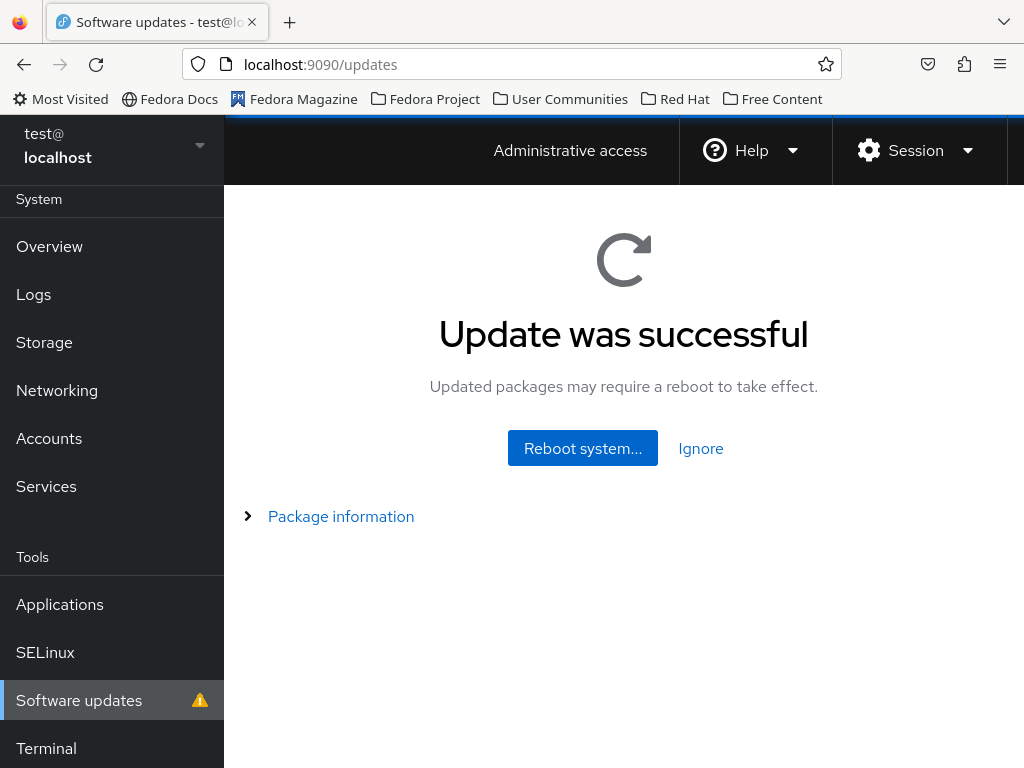 Software updates - test@lo
localhost:9090/updates
Most Visited
Fedora Docs
Fedora Magazine
Fedora Project
User Communities
Red Hat
Free Content
test@
localhost
Administrative access
Help
Session
System
Overview
Logs
Storage
Networking
Accounts
Services
Tools
Applications
SELinux
Software updates
Terminal
Update was successful
Updated packages may require a reboot to take effect.
Reboot system...
Ignore
Package information